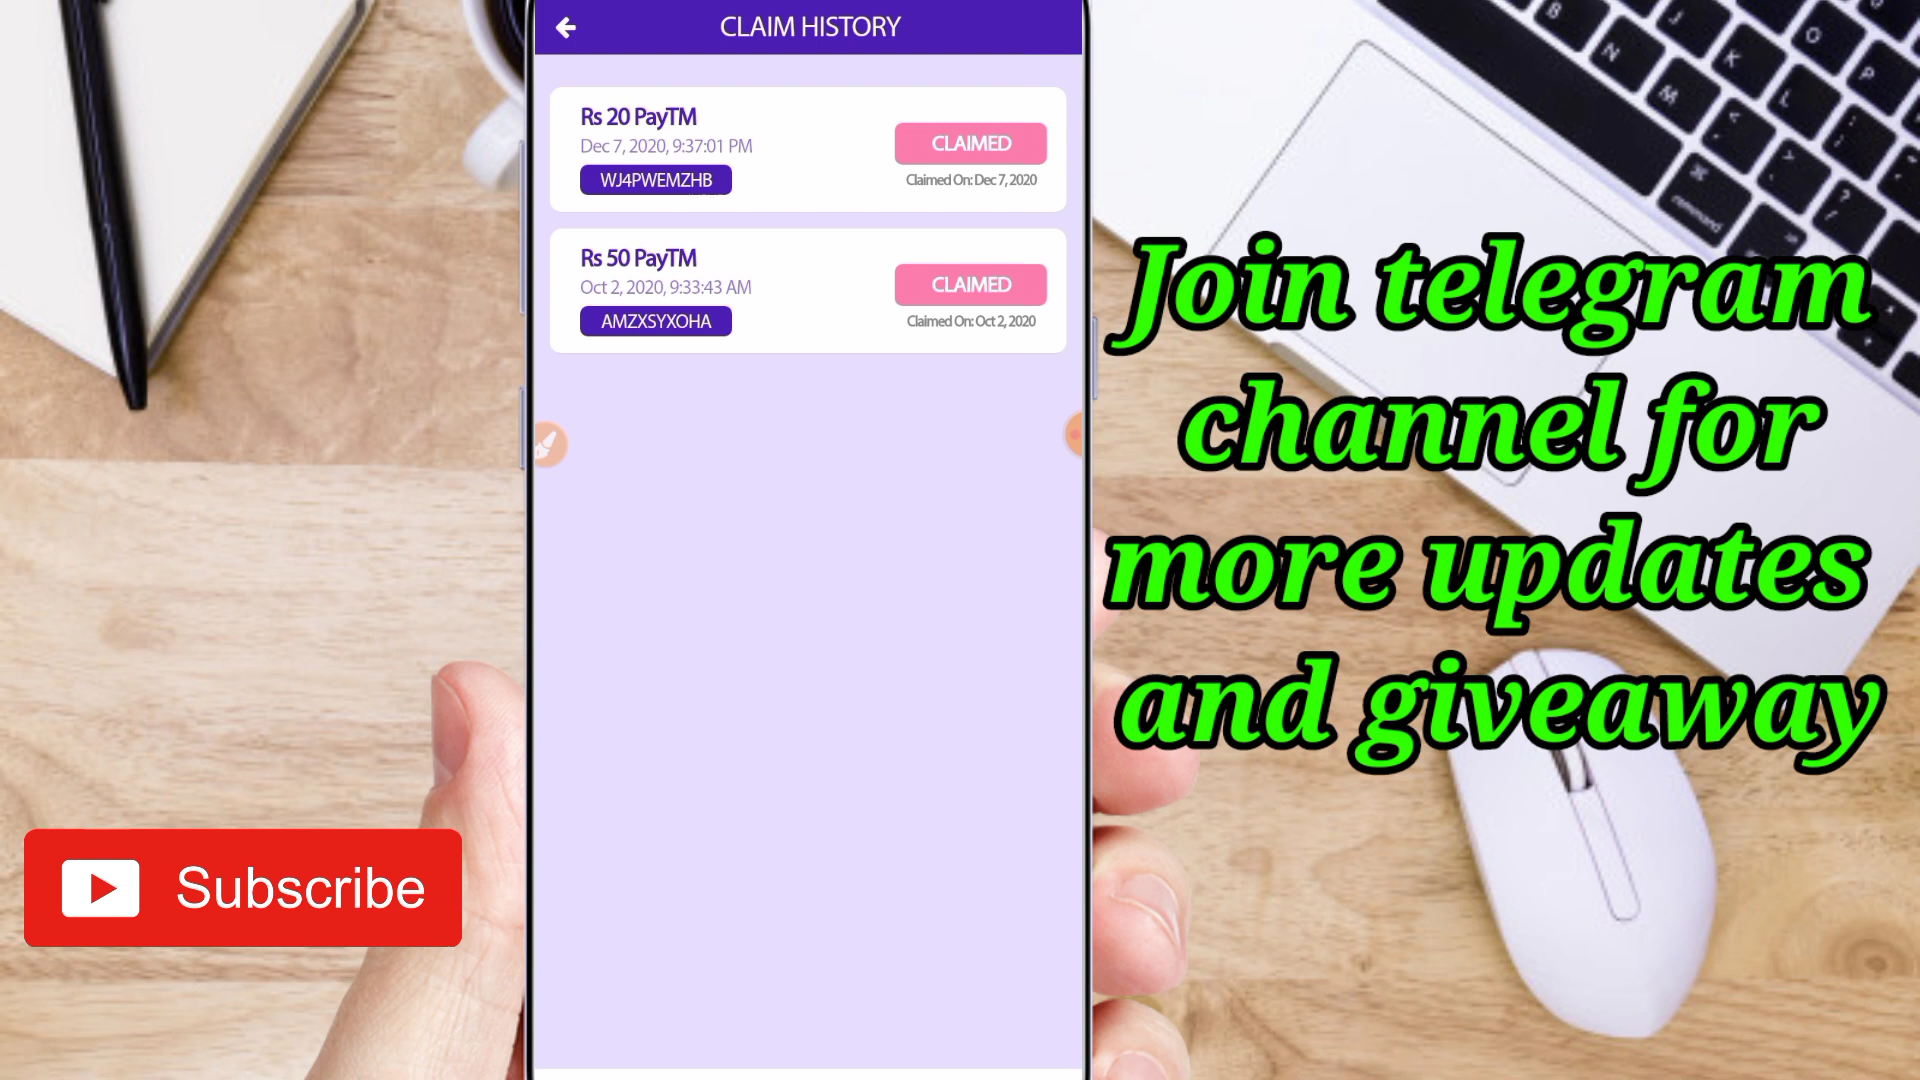 CLAIM HISTORY
Rs 20 PayTM
Dec 7, 2020, 9:37:01 PM
WJ4PWEMZHB
CLAIMED
Claimed On: Dec 7, 2020
Rs 50 PayTM
Oct 2, 2020, 9:33:43 AM
AMZXSYXOHA
CLAIMED
Claimed On: Oct 2, 2020
Join telegram
channel for
more updates
and giveaway
Subscribe
B
N
M
J
K
L
O
P
command